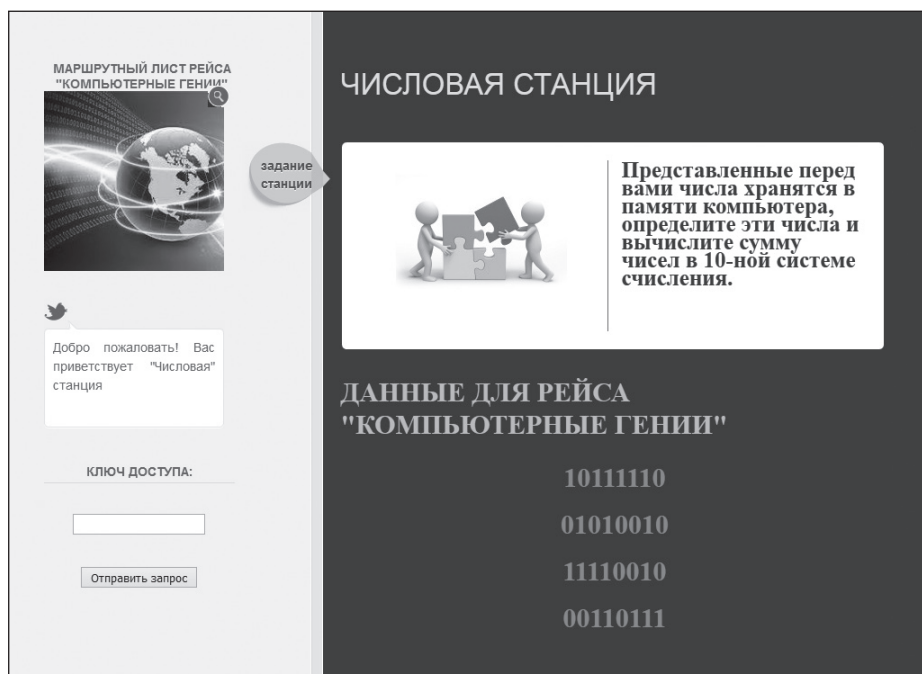 МАРШРУТНЫЙ ЛИСТ РЕЙСА
"КОМПЬЮТЕРНЫЕ ГЕНИИ"
Добро пожаловать! Вас
приветствует "Числовая"
станция
КЛЮЧ ДОСТУПА:
Отправить запрос
задание
станции
ЧИСЛОВАЯ СТАНЦИЯ
Представленные перед
вами числа хранятся в
памяти компьютера,
определите эти числа и
вычислите сумму
чисел в 10-ной системе
счисления.
ДАННЫЕ ДЛЯ РЕЙСА
"КОМПЬЮТЕРНЫЕ ГЕНИИ"
10111110
01010010
11110010
00110111